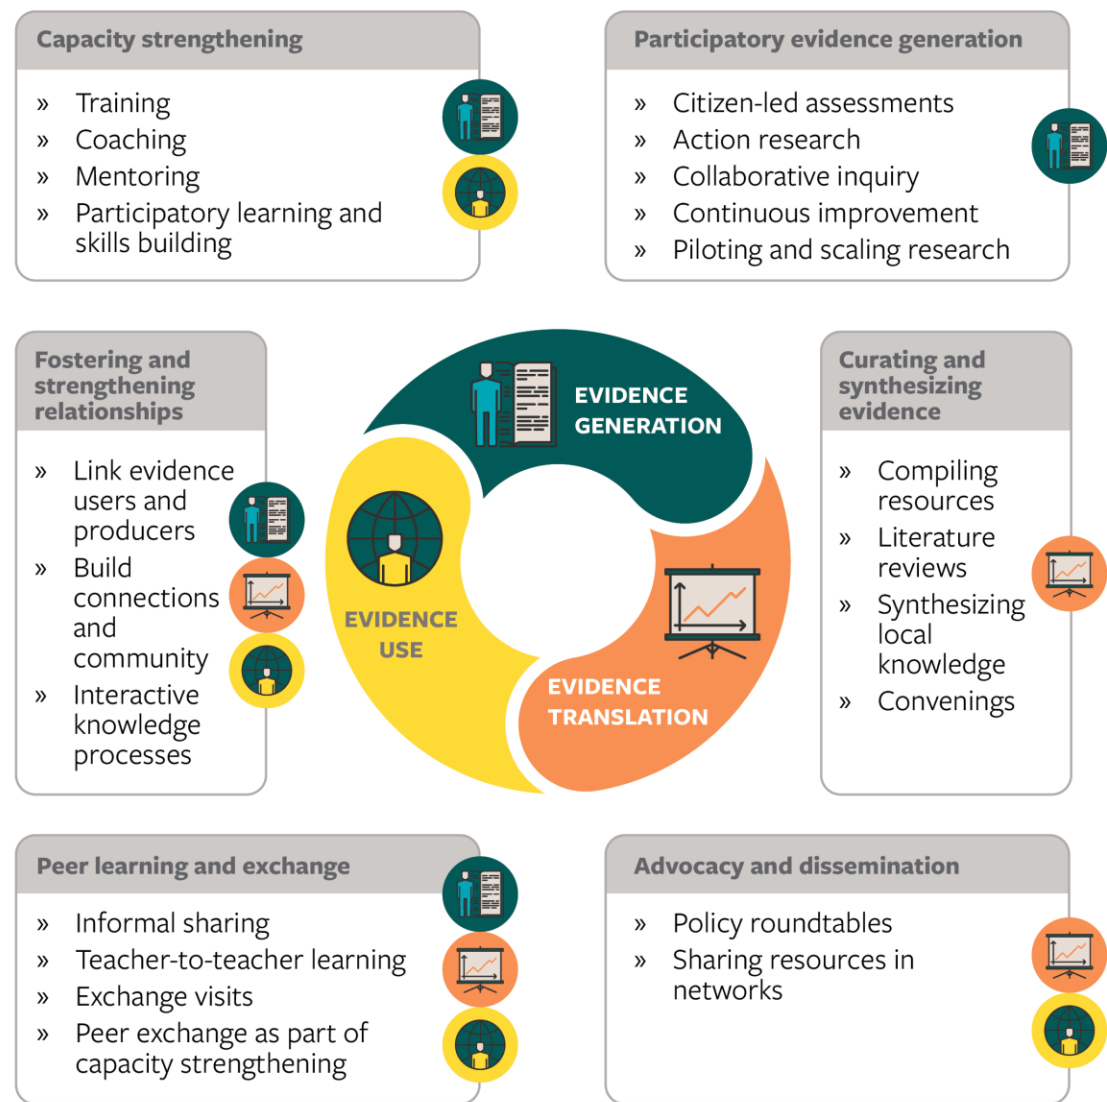 Capacity strengthening
» Training
» Coaching
» Mentoring
» Participatory learning and
skills building
Participatory evidence generation
» Citizen-led assessments
» Action research
» Collaborative inquiry
» Continuous improvement
» Piloting and scaling research
Fostering and
strengthening
relationships
» Link evidence
users and
producers
» Build
connections
and
community
» Interactive
knowledge
processes
EVIDENCE
GENERATION
EVIDENCE
USE
EVIDENCE
TRANSLATION
Curating and
synthesizing
evidence
» Compiling
resources
» Literature
reviews
» Synthesizing
local
knowledge
» Convenings
Peer learning and exchange
» Informal sharing
» Teacher-to-teacher learning
» Exchange visits
» Peer exchange as part of
capacity strengthening
Advocacy and dissemination
» Policy roundtables
» Sharing resources in
networks